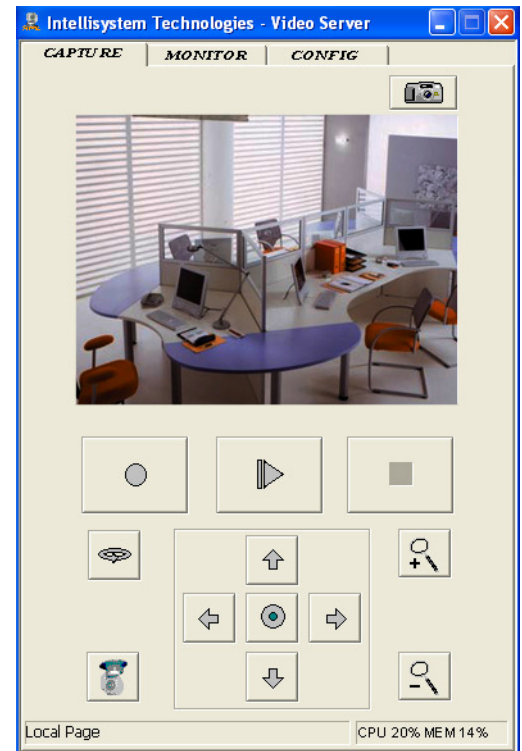 Intellisystem Technologies - Video Server
CAPTURE MONITOR CONFIG
Local Page CPU 20% MEM 14%